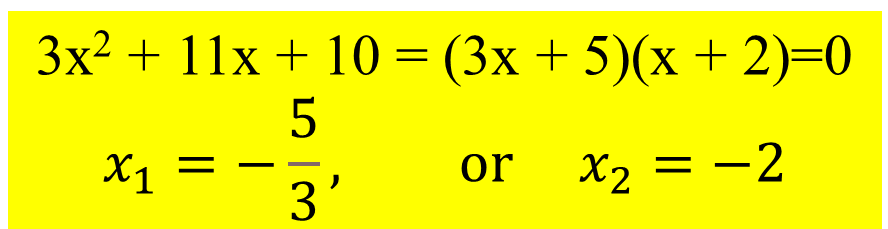 3x² + 11x + 10 = (3x + 5)(x + 2)=0
x₁ = −5/3, or x₂ = −2